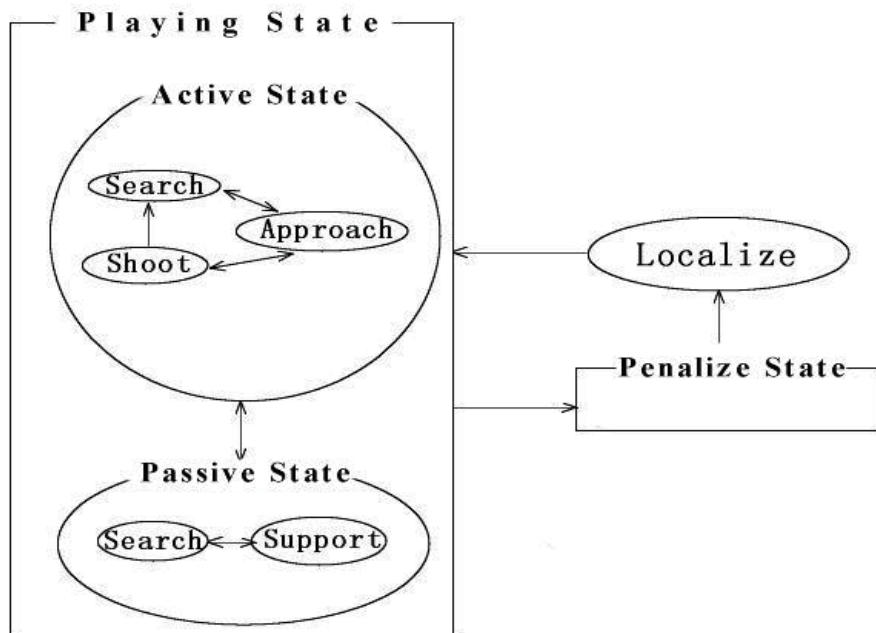 Playing State
Active State
Search
Approach
Shoot
Localize
Penalize State
Passive State
Search
Support